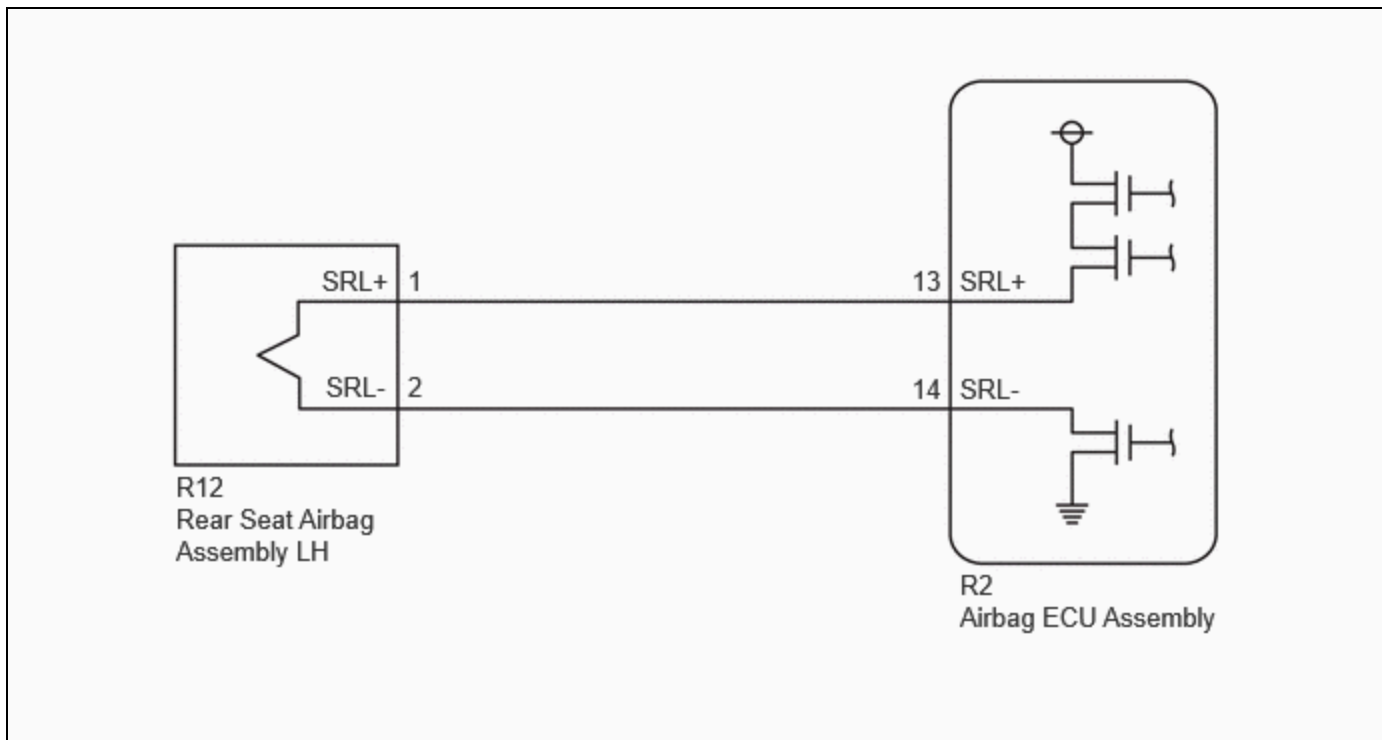 SRL+ 1
13 SRL+
SRL- 2
14 SRL-
R12
Rear Seat Airbag
Assembly LH
R2
Airbag ECU Assembly